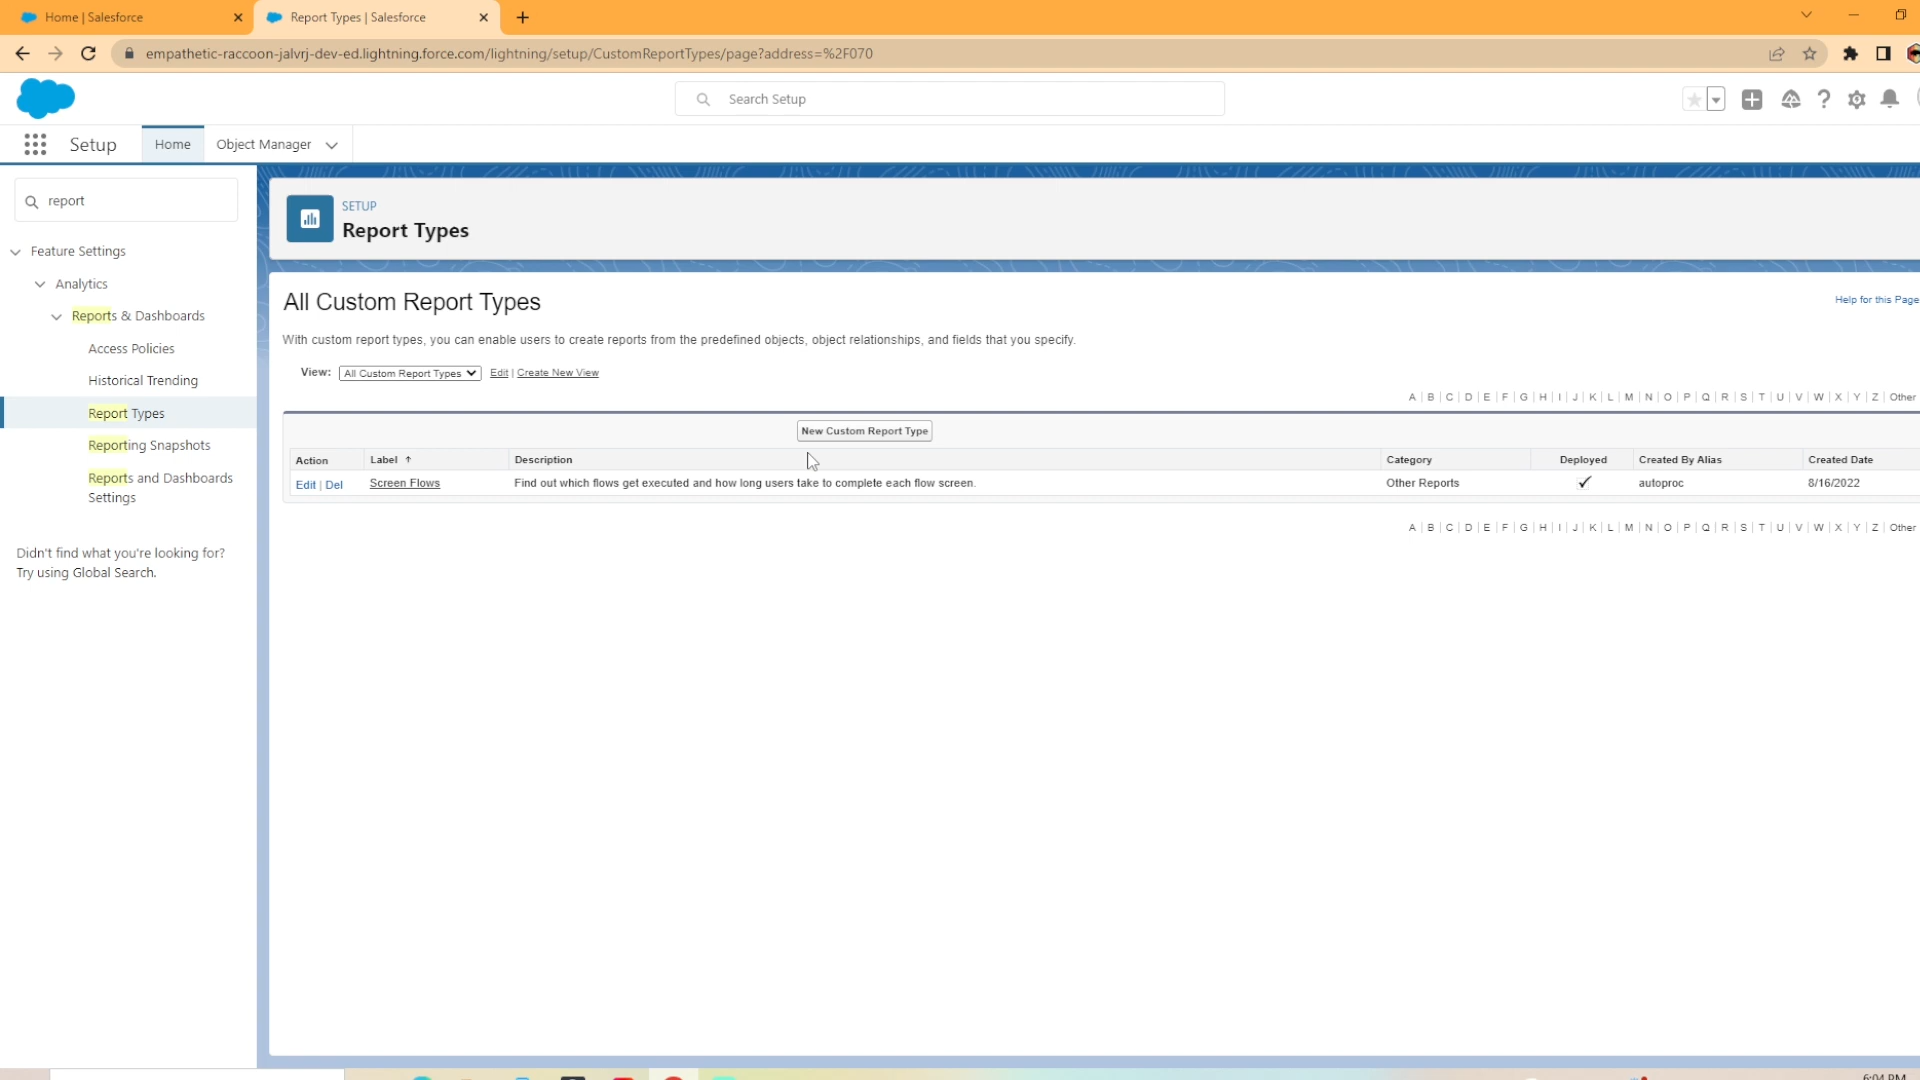 Home | Salesforce
Report Types | Salesforce
empathetic-raccoon-jalvrj-dev-ed.lightning.force.com/lightning/setup/CustomReportTypes/page?address=%2F070
Search Setup
Setup
Home
Object Manager
report
Feature Settings
Analytics
Reports & Dashboards
Access Policies
Historical Trending
Report Types
Reporting Snapshots
Reports and Dashboards
Settings
Didn't find what you're looking for?
Try using Global Search.
SETUP
Report Types
All Custom Report Types
Help for this Page
With custom report types, you can enable users to create reports from the predefined objects, object relationships, and fields that you specify.
View: All Custom Report Types Edit | Create New View
A | B | C | D | E | F | G | H | I | J | K | L | M | N | O | P | Q | R | S | T | U | V | W | X | Y | Z | Other
New Custom Report Type
Action Label ↑ Description Category Deployed Created By Alias Created Date
Edit | Del Screen Flows Find out which flows get executed and how long users take to complete each flow screen. Other Reports ✓ autoproc 8/16/2022
A | B | C | D | E | F | G | H | I | J | K | L | M | N | O | P | Q | R | S | T | U | V | W | X | Y | Z | Other
6:04 PM